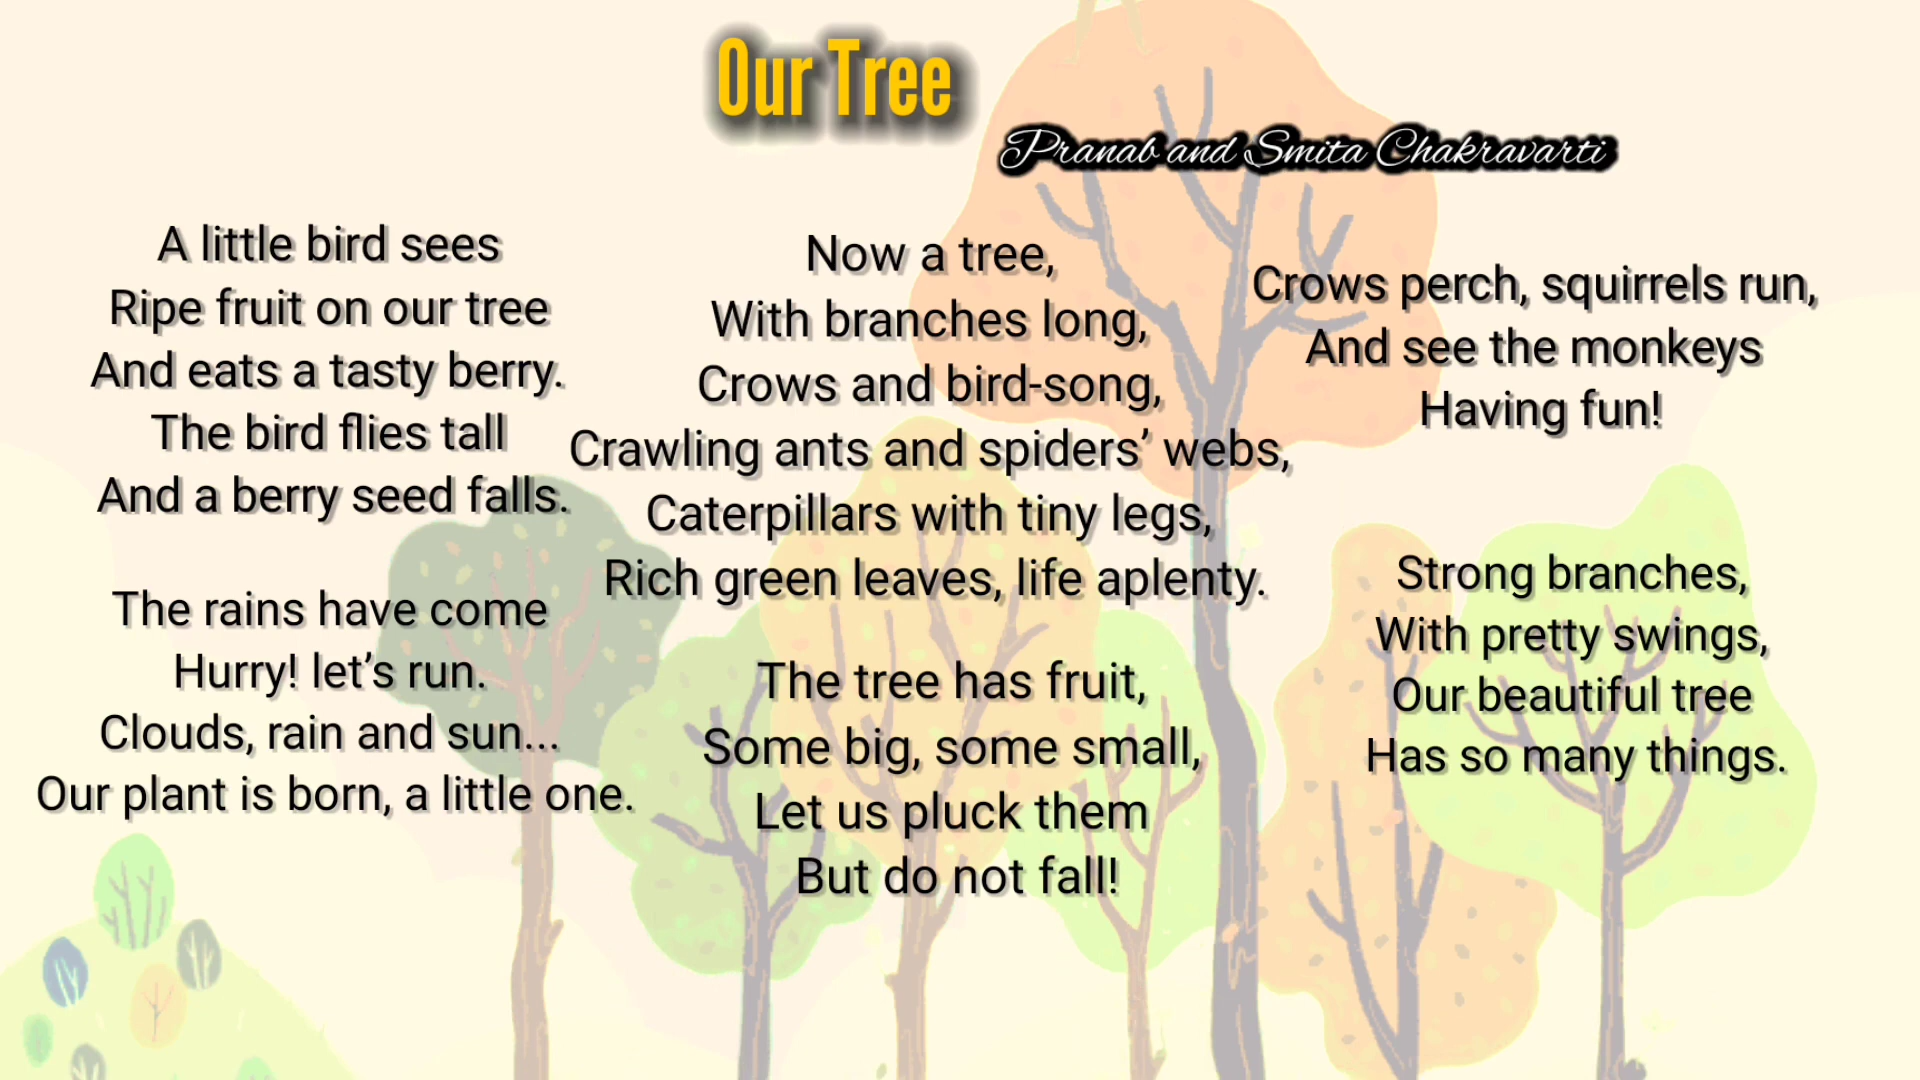 Our Tree
Pranab and Smita Chakravarti
A little bird sees
Ripe fruit on our tree
And eats a tasty berry.
The bird flies tall
And a berry seed falls.
The rains have come
Hurry! let’s run.
Clouds, rain and sun...
Our plant is born, a little one.
Now a tree,
With branches long,
Crows and bird-song,
Crawling ants and spiders’ webs,
Caterpillars with tiny legs,
Rich green leaves, life aplenty.
The tree has fruit,
Some big, some small,
Let us pluck them
But do not fall!
Crows perch, squirrels run,
And see the monkeys
Having fun!
Strong branches,
With pretty swings,
Our beautiful tree
Has so many things.